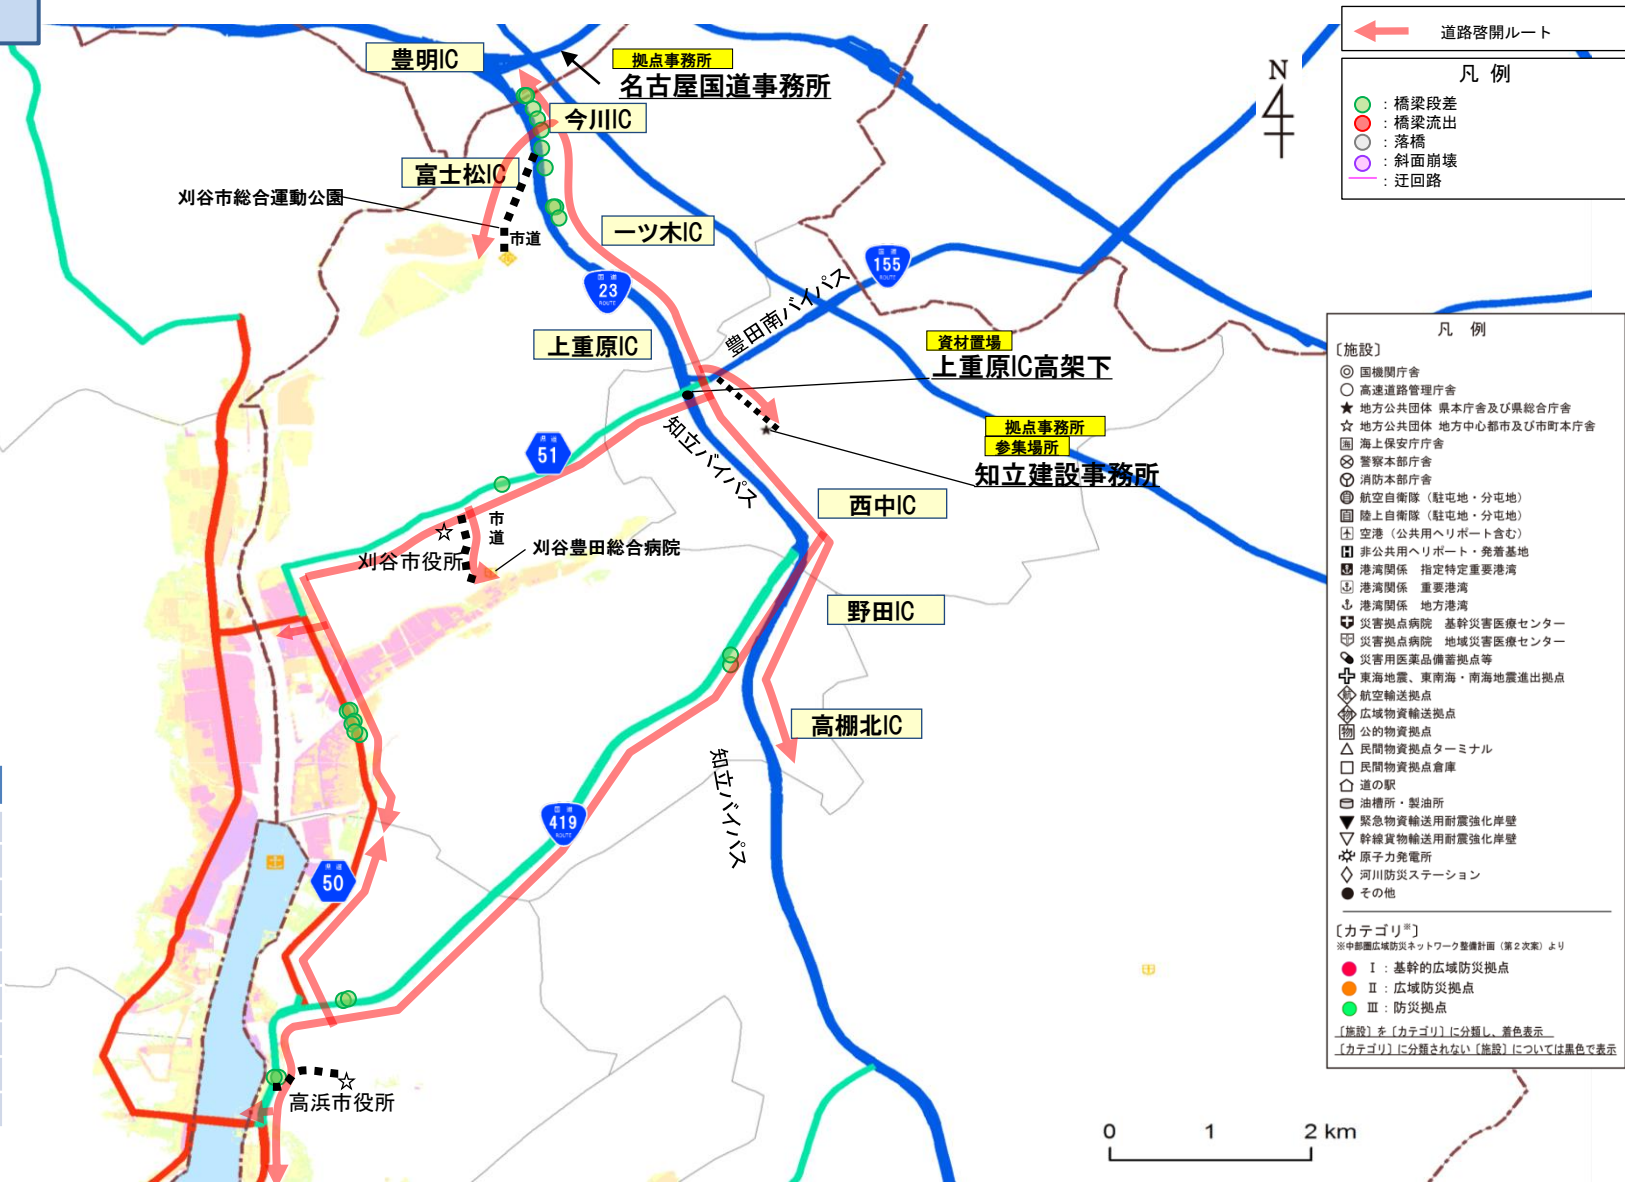 道路啓開ルート
凡 例
：橋梁段差
：橋梁流出
：落橋
：斜面崩壊
：迂回路
N
豊明IC
拠点事務所
名古屋国道事務所
今川IC
富士松IC
刈谷市総合運動公園
市道
一ツ木IC
国道
23
ROUTE
国道
155
ROUTE
豊田南バイパス
上重原IC
資材置場
上重原IC高架下
拠点事務所
参集場所
知立建設事務所
知立バイパス
県道
51
西中IC
市道
刈谷市役所
刈谷豊田総合病院
野田IC
高棚北IC
知立バイパス
国道
419
ROUTE
県道
50
高浜市役所
0 1 2 km
凡 例
〔施設〕
国機関庁舎
高速道路管理庁舎
地方公共団体 県本庁舎及び県総合庁舎
地方公共団体 地方中心都市及び市町本庁舎
海上保安庁庁舎
警察本部庁舎
消防本部庁舎
航空自衛隊（駐屯地・分屯地）
陸上自衛隊（駐屯地・分屯地）
空港（公共用ヘリポート含む）
非公共用ヘリポート・発着基地
港湾関係 指定特定重要港湾
港湾関係 重要港湾
港湾関係 地方港湾
災害拠点病院 基幹災害医療センター
災害拠点病院 地域災害医療センター
災害用医薬品備蓄拠点等
東海地震、東南海・南海地震進出拠点
航空輸送拠点
広域物資輸送拠点
物 公的物資拠点
民間物資拠点ターミナル
民間物資拠点倉庫
道の駅
油槽所・製油所
緊急物資輸送用耐震強化岸壁
幹線貨物輸送用耐震強化岸壁
原子力発電所
河川防災ステーション
その他
〔カテゴリ※〕
※中部圏広域防災ネットワーク整備計画（第２次案）より
Ⅰ：基幹的広域防災拠点
Ⅱ：広域防災拠点
Ⅲ：防災拠点
〔施設〕を〔カテゴリ〕に分類し、着色表示
〔カテゴリ〕に分類されない〔施設〕については黒色で表示